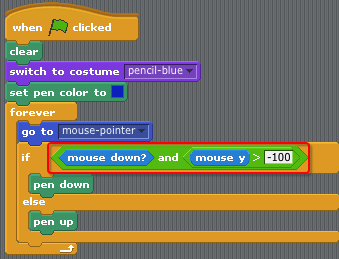 when clicked
clear
switch to costume pencil-blue
set pen color to
forever
go to mouse-pointer
if mouse down? and mouse y > -100
pen down
else
pen up